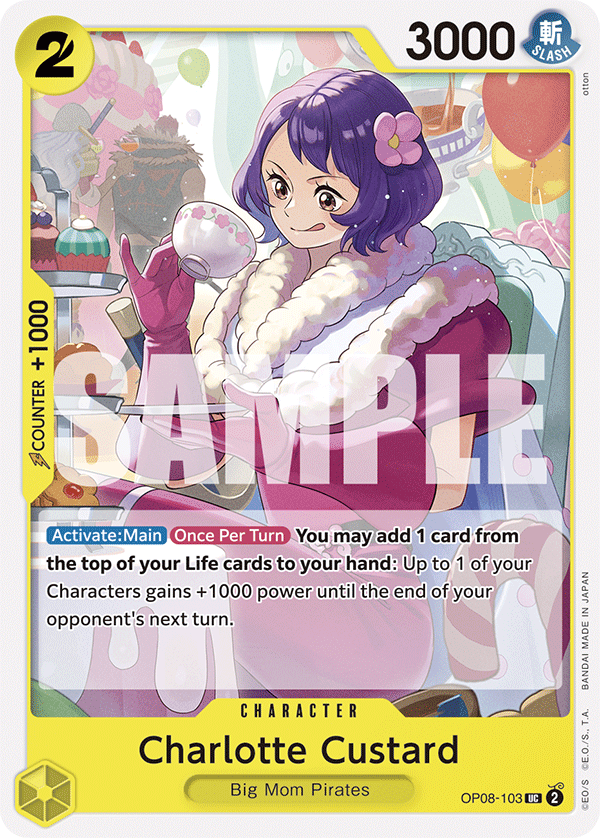 2
3000
斬
SLASH
otton
COUNTER +1000
SAMPLE
Activate:Main Once Per Turn You may add 1 card from
the top of your Life cards to your hand: Up to 1 of your
Characters gains +1000 power until the end of your
opponent's next turn.
CHARACTER
Charlotte Custard
Big Mom Pirates
OP08-103 UC 2
©E.O/S ©E.O./S., T.A. BANDAI MADE IN JAPAN